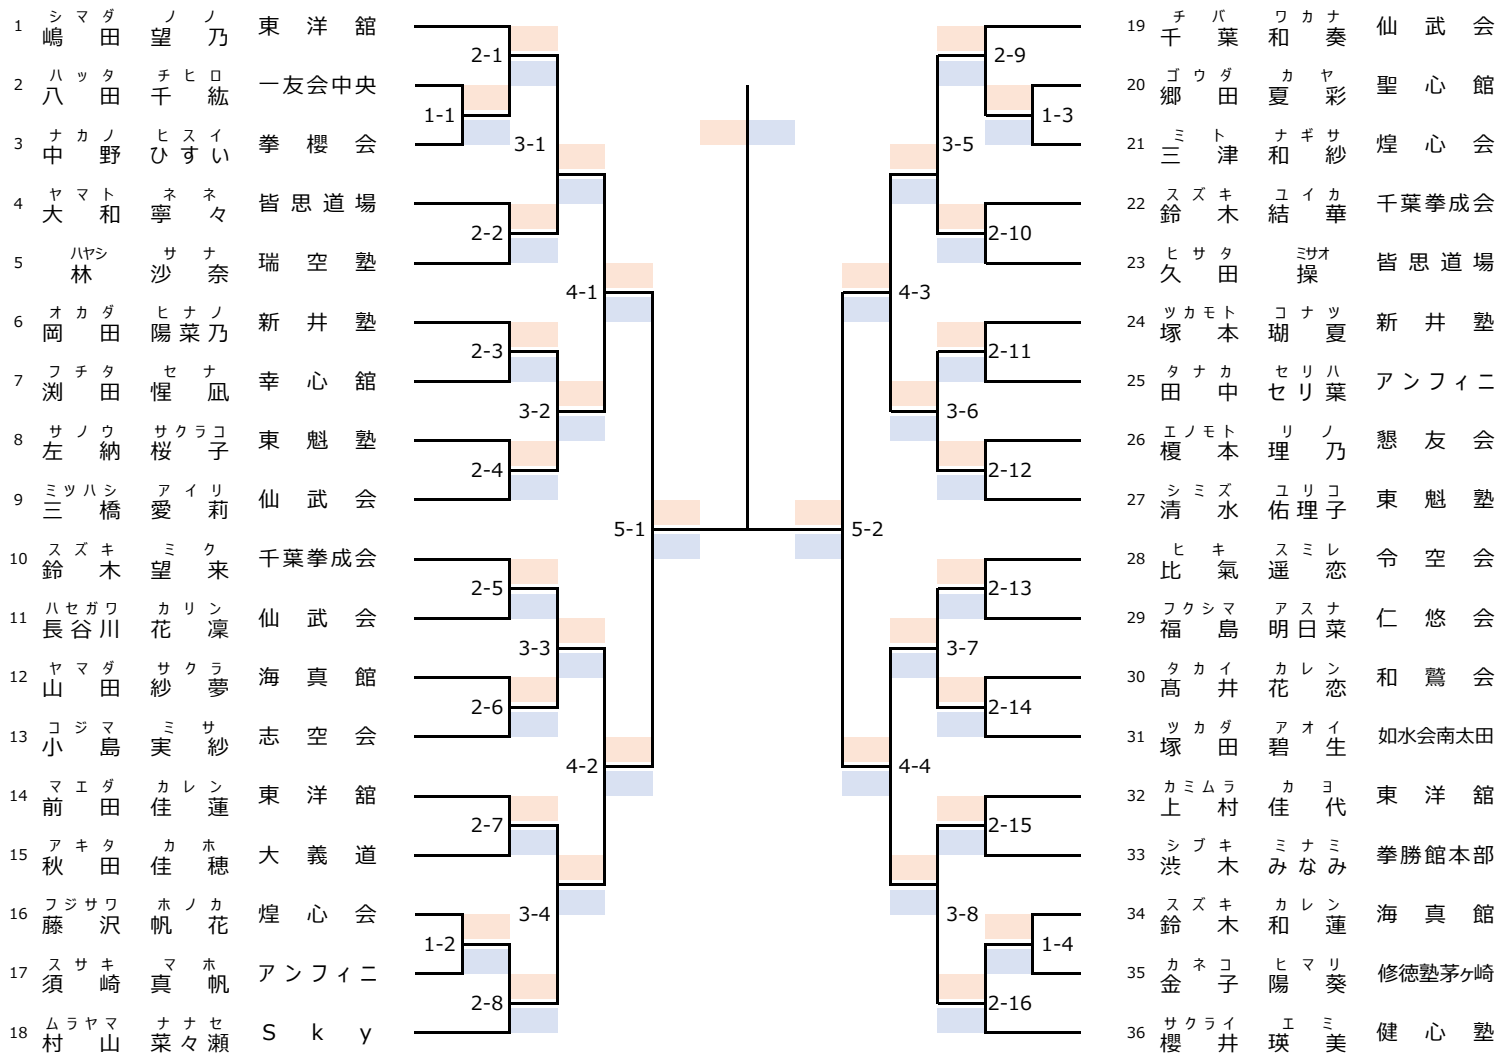 シマダ ノノ
1 嶋田 望乃 東洋舘
ハッタ チヒロ
2 八田 千紘 一友会中央
ナカノ ヒスイ
3 中野 ひすい 拳櫻会
ヤマト ネネ
4 大和 寧々 皆思道場
ハヤシ サナ
5 林 沙奈 瑞空塾
オカダ ヒナノ
6 岡田 陽菜乃 新井塾
フチタ セナ
7 渕田 惺凪 幸心舘
サノウ サクラコ
8 左納 桜子 東魁塾
ミツハシ アイリ
9 三橋 愛莉 仙武会
スズキ ミク
10 鈴木 望来 千葉拳成会
ハセガワ カリン
11 長谷川 花凜 仙武会
ヤマダ サクラ
12 山田 紗夢 海真館
コジマ ミサ
13 小島 実紗 志空会
マエダ カレン
14 前田 佳蓮 東洋舘
アキタ カホ
15 秋田 佳穂 大義道
フジサワ ホノカ
16 藤沢 帆花 煌心会
スサキ マホ
17 須崎 真帆 アンフィニ
ムラヤマ ナナセ
18 村山 菜々瀬 Sky
2-1
1-1
3-1
2-2
4-1
2-3
3-2
2-4
5-1
2-5
3-3
2-6
4-2
2-7
3-4
1-2
2-8
2-9
1-3
3-5
2-10
4-3
2-11
3-6
2-12
5-2
2-13
3-7
2-14
4-4
2-15
3-8
1-4
2-16
チバ ワカナ
19 千葉 和奏 仙武会
ゴウダ カヤ
20 郷田 夏彩 聖心館
ミト ナギサ
21 三津 和紗 煌心会
スズキ ユイカ
22 鈴木 結華 千葉拳成会
ヒサタ ミサオ
23 久田 操 皆思道場
ツカモト コナツ
24 塚本 瑚夏 新井塾
タナカ セリハ
25 田中 セリ葉 アンフィニ
エノモト リノ
26 榎本 理乃 懇友会
シミズ ユリコ
27 清水 佑理子 東魁塾
ヒキ スミレ
28 比氣 遥恋 令空会
フクシマ アスナ
29 福島 明日菜 仁悠会
タカイ カレン
30 髙井 花恋 和鷲会
ツカダ アオイ
31 塚田 碧生 如水会南太田
カミムラ カヨ
32 上村 佳代 東洋舘
シブキ ミナミ
33 渋木 みなみ 拳勝館本部
スズキ カレン
34 鈴木 和蓮 海真館
カネコ ヒマリ
35 金子 陽葵 修徳塾茅ヶ崎
サクライ エミ
36 櫻井 瑛美 健心塾